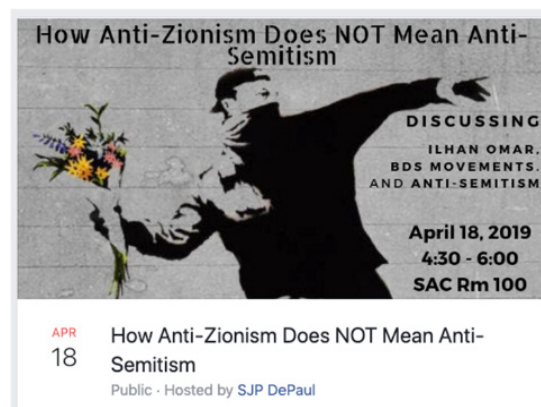 How Anti-Zionism Does NOT Mean Anti-
Semitism
DISCUSSING
ILHAN OMAR,
BDS MOVEMENTS.
AND ANTI-SEMITISM
April 18, 2019
4:30 - 6:00
SAC Rm 100
APR
18
How Anti-Zionism Does NOT Mean Anti-
Semitism
Public · Hosted by SJP DePaul